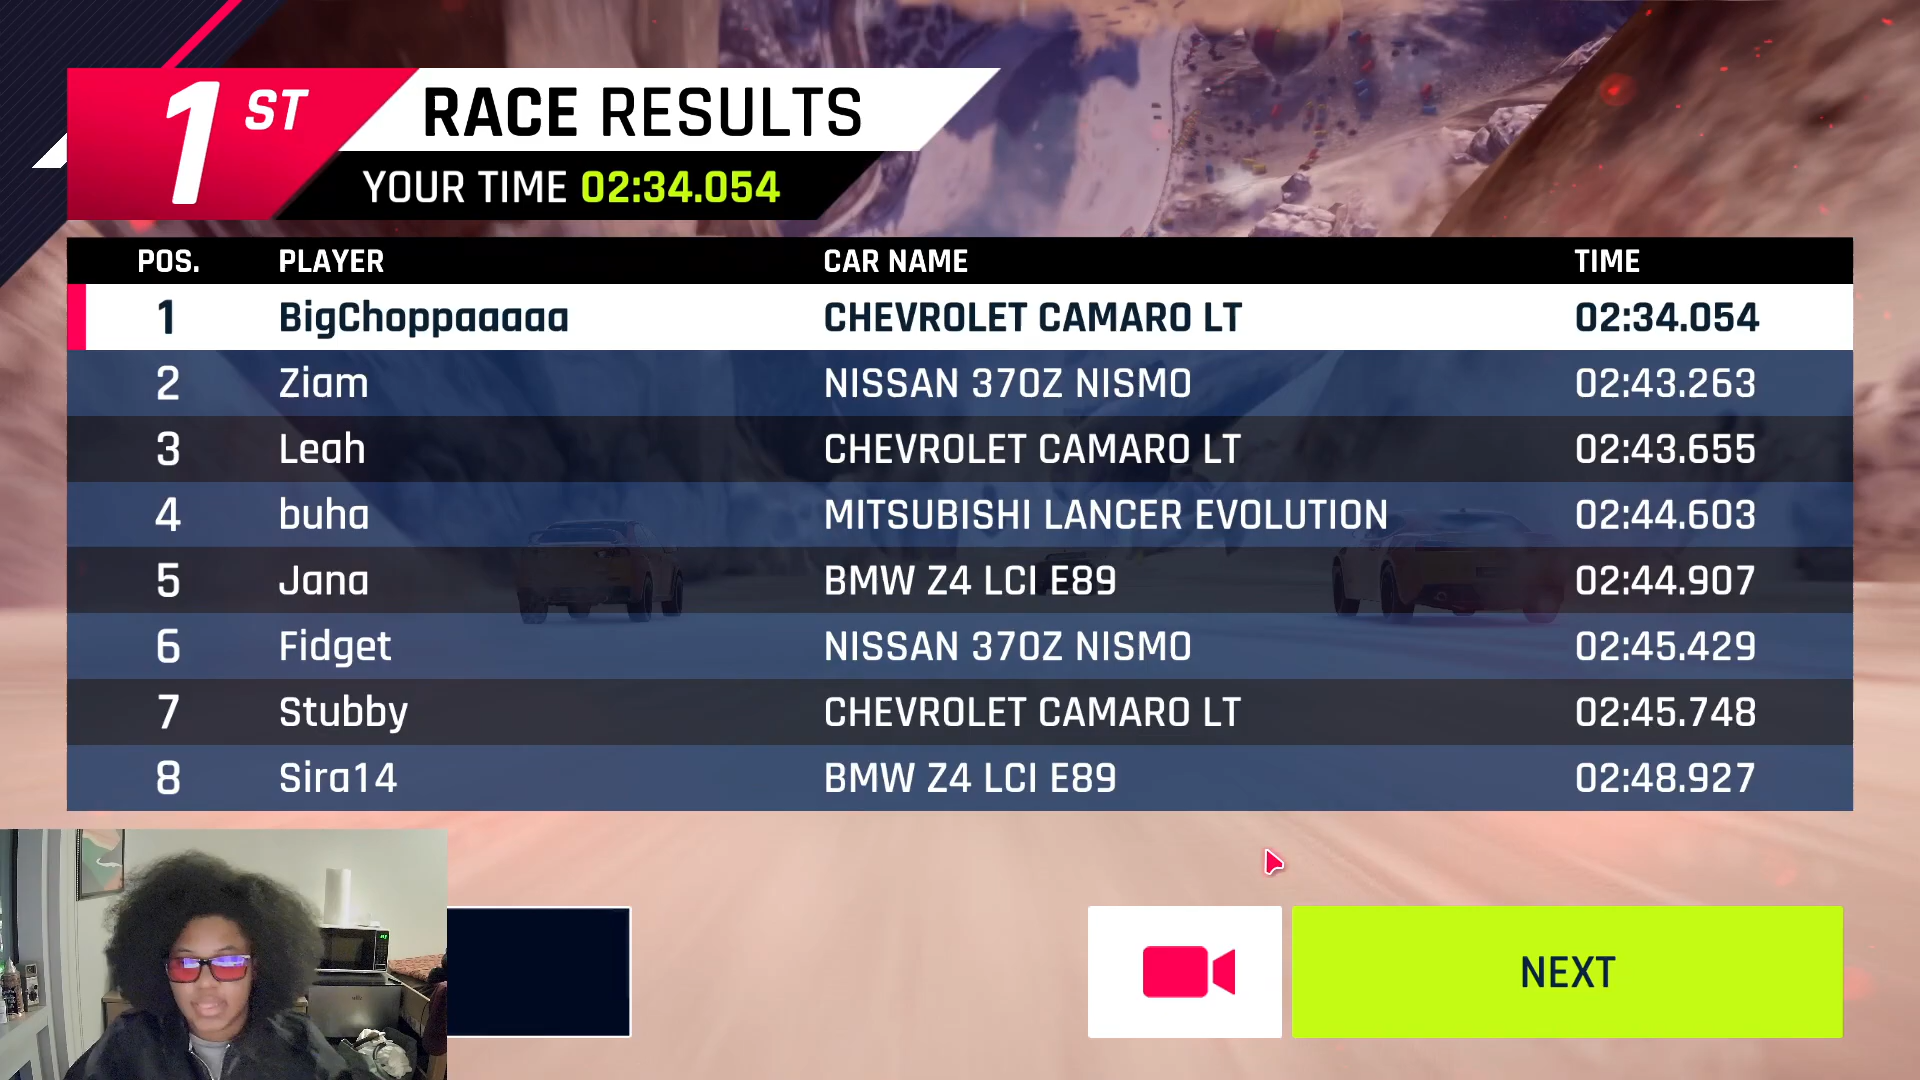 1ST
RACE RESULTS
YOUR TIME 02:34.054
POS. PLAYER CAR NAME TIME
1 BigChoppaaaaa CHEVROLET CAMARO LT 02:34.054
2 Ziam NISSAN 370Z NISMO 02:43.263
3 Leah CHEVROLET CAMARO LT 02:43.655
4 buha MITSUBISHI LANCER EVOLUTION 02:44.603
5 Jana BMW Z4 LCI E89 02:44.907
6 Fidget NISSAN 370Z NISMO 02:45.429
7 Stubby CHEVROLET CAMARO LT 02:45.748
8 Sira14 BMW Z4 LCI E89 02:48.927
NEXT